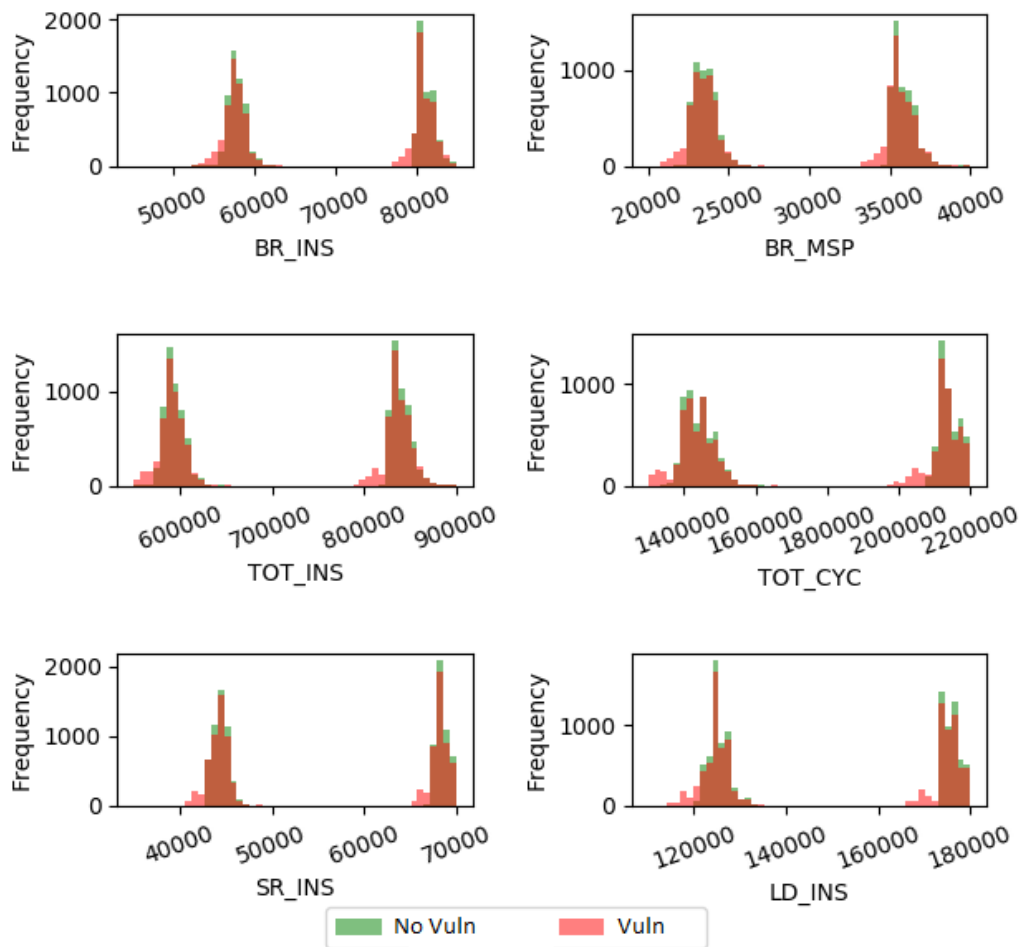 2000
1000
0
Frequency
50000 60000 70000 80000
BR_INS
1000
0
Frequency
20000 25000 30000 35000 40000
BR_MSP
1000
0
Frequency
600000 700000 800000 900000
TOT_INS
1000
0
Frequency
1400000 1600000 1800000 2000000 2200000
TOT_CYC
2000
1000
0
Frequency
40000 50000 60000 70000
SR_INS
1000
0
Frequency
120000 140000 160000 180000
LD_INS
No Vuln Vuln